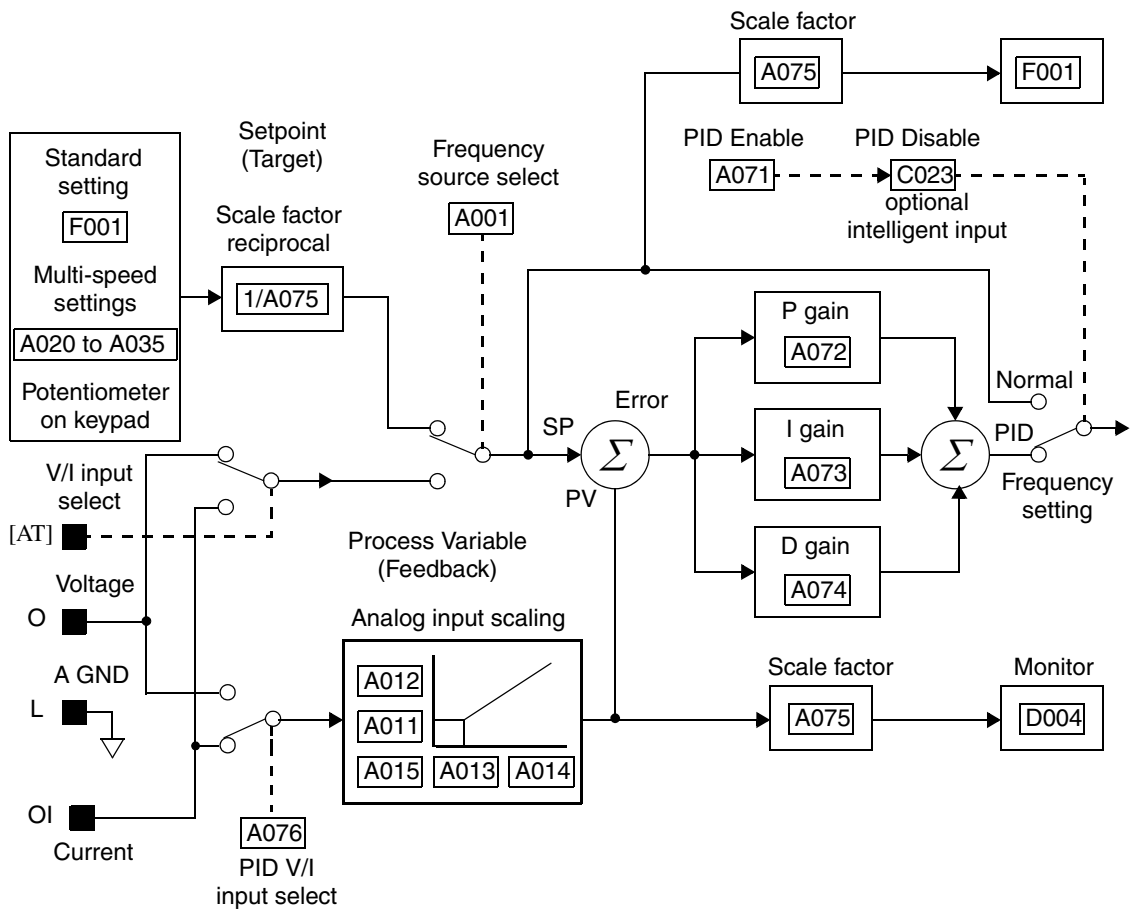 Scale factor
A075
F001
PID Enable
PID Disable
A071
C023
optional
intelligent input
Setpoint
(Target)
Frequency
source select
A001
Standard
setting
F001
Multi-speed
settings
A020 to A035
Potentiometer
on keypad
Scale factor
reciprocal
1/A075
P gain
A072
Normal
Error
SP
Σ
PV
I gain
A073
Σ
PID
Frequency
setting
V/I input
select
[AT]
D gain
A074
Process Variable
(Feedback)
Voltage
O
Analog input scaling
A GND
L
A012
A011
A015
A013
A014
Scale factor
A075
Monitor
D004
OI
Current
A076
PID V/I
input select